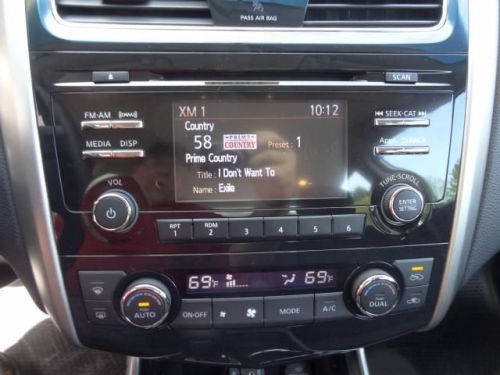 PASS AIR BAG
SCAN
FM-AM
XM 1 10:12
SEEK-CAT
Country
58 PRIME COUNTRY Preset: 1
MEDIA DISP
Prime Country
Title: I Don't Want To
Name: Exile
VOL
TUNE-SCROLL
ENTER
SETTING
RPT RDM
1 2 3 4 5 6
69°F 69°F
AUTO
ON-OFF
MODE
A/C
DUAL